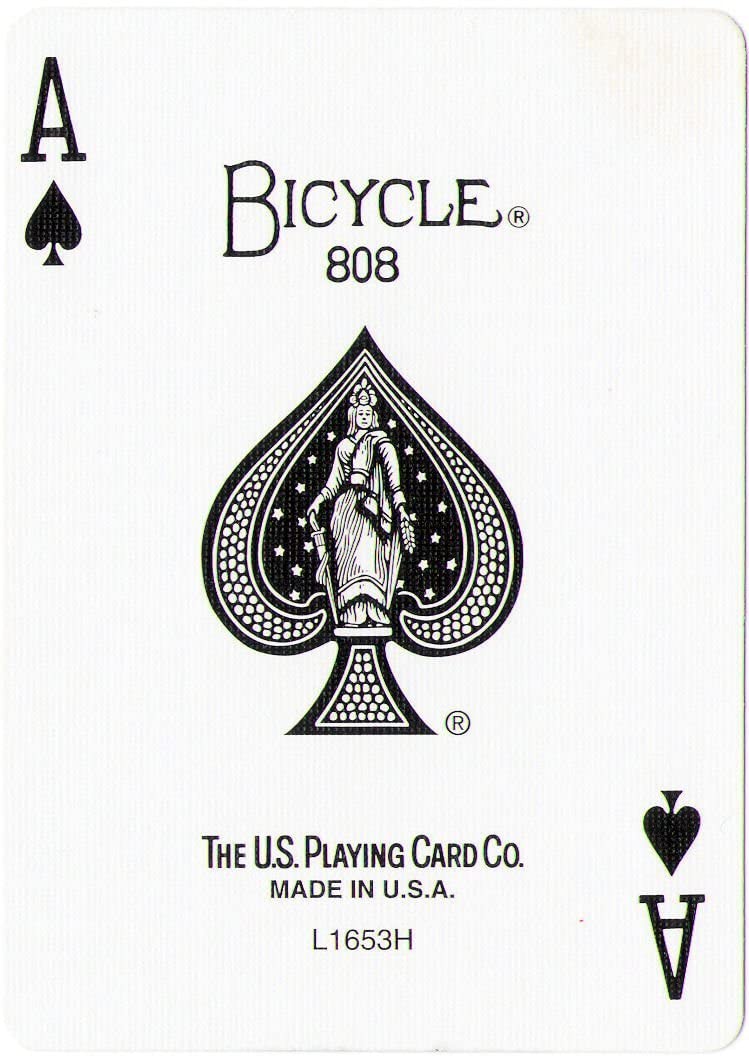 A
BICYCLE®
808
®
THE U.S. PLAYING CARD CO.
MADE IN U.S.A.
L1653H
A